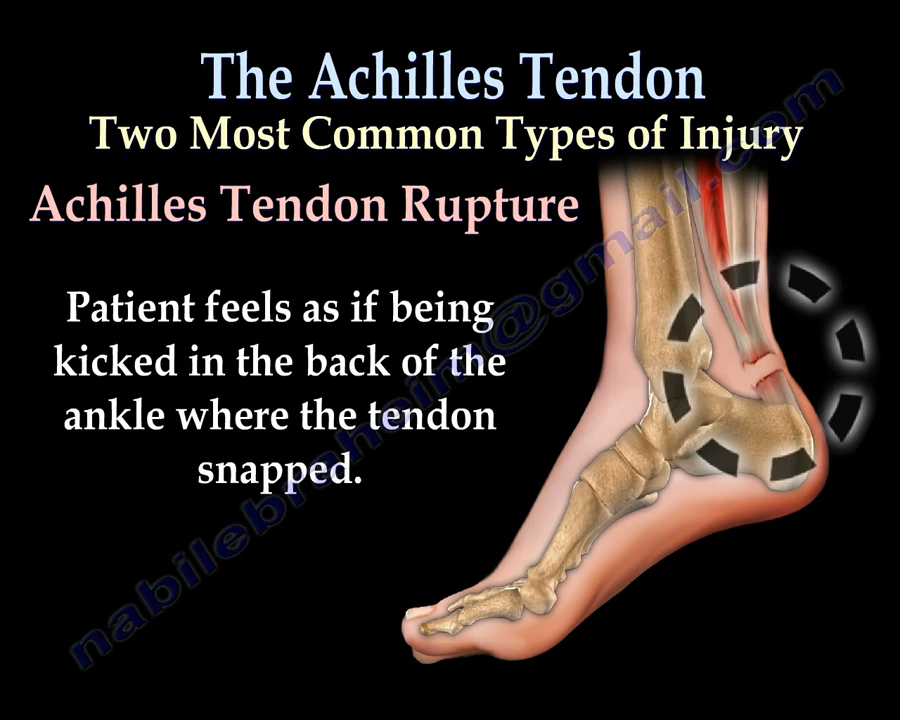 The Achilles Tendon
Two Most Common Types of Injury
Achilles Tendon Rupture
Patient feels as if being
kicked in the back of the
ankle where the tendon
snapped.
nabilebraheim@gmail.com